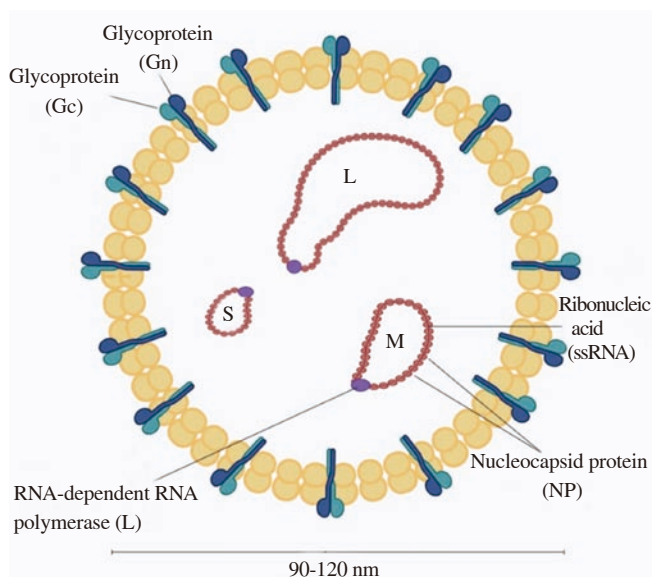 Glycoprotein
(Gn)
Glycoprotein
(Gc)
L
S
M
Ribonucleic
acid
(ssRNA)
Nucleocapsid protein
(NP)
RNA-dependent RNA
polymerase (L)
90-120 nm